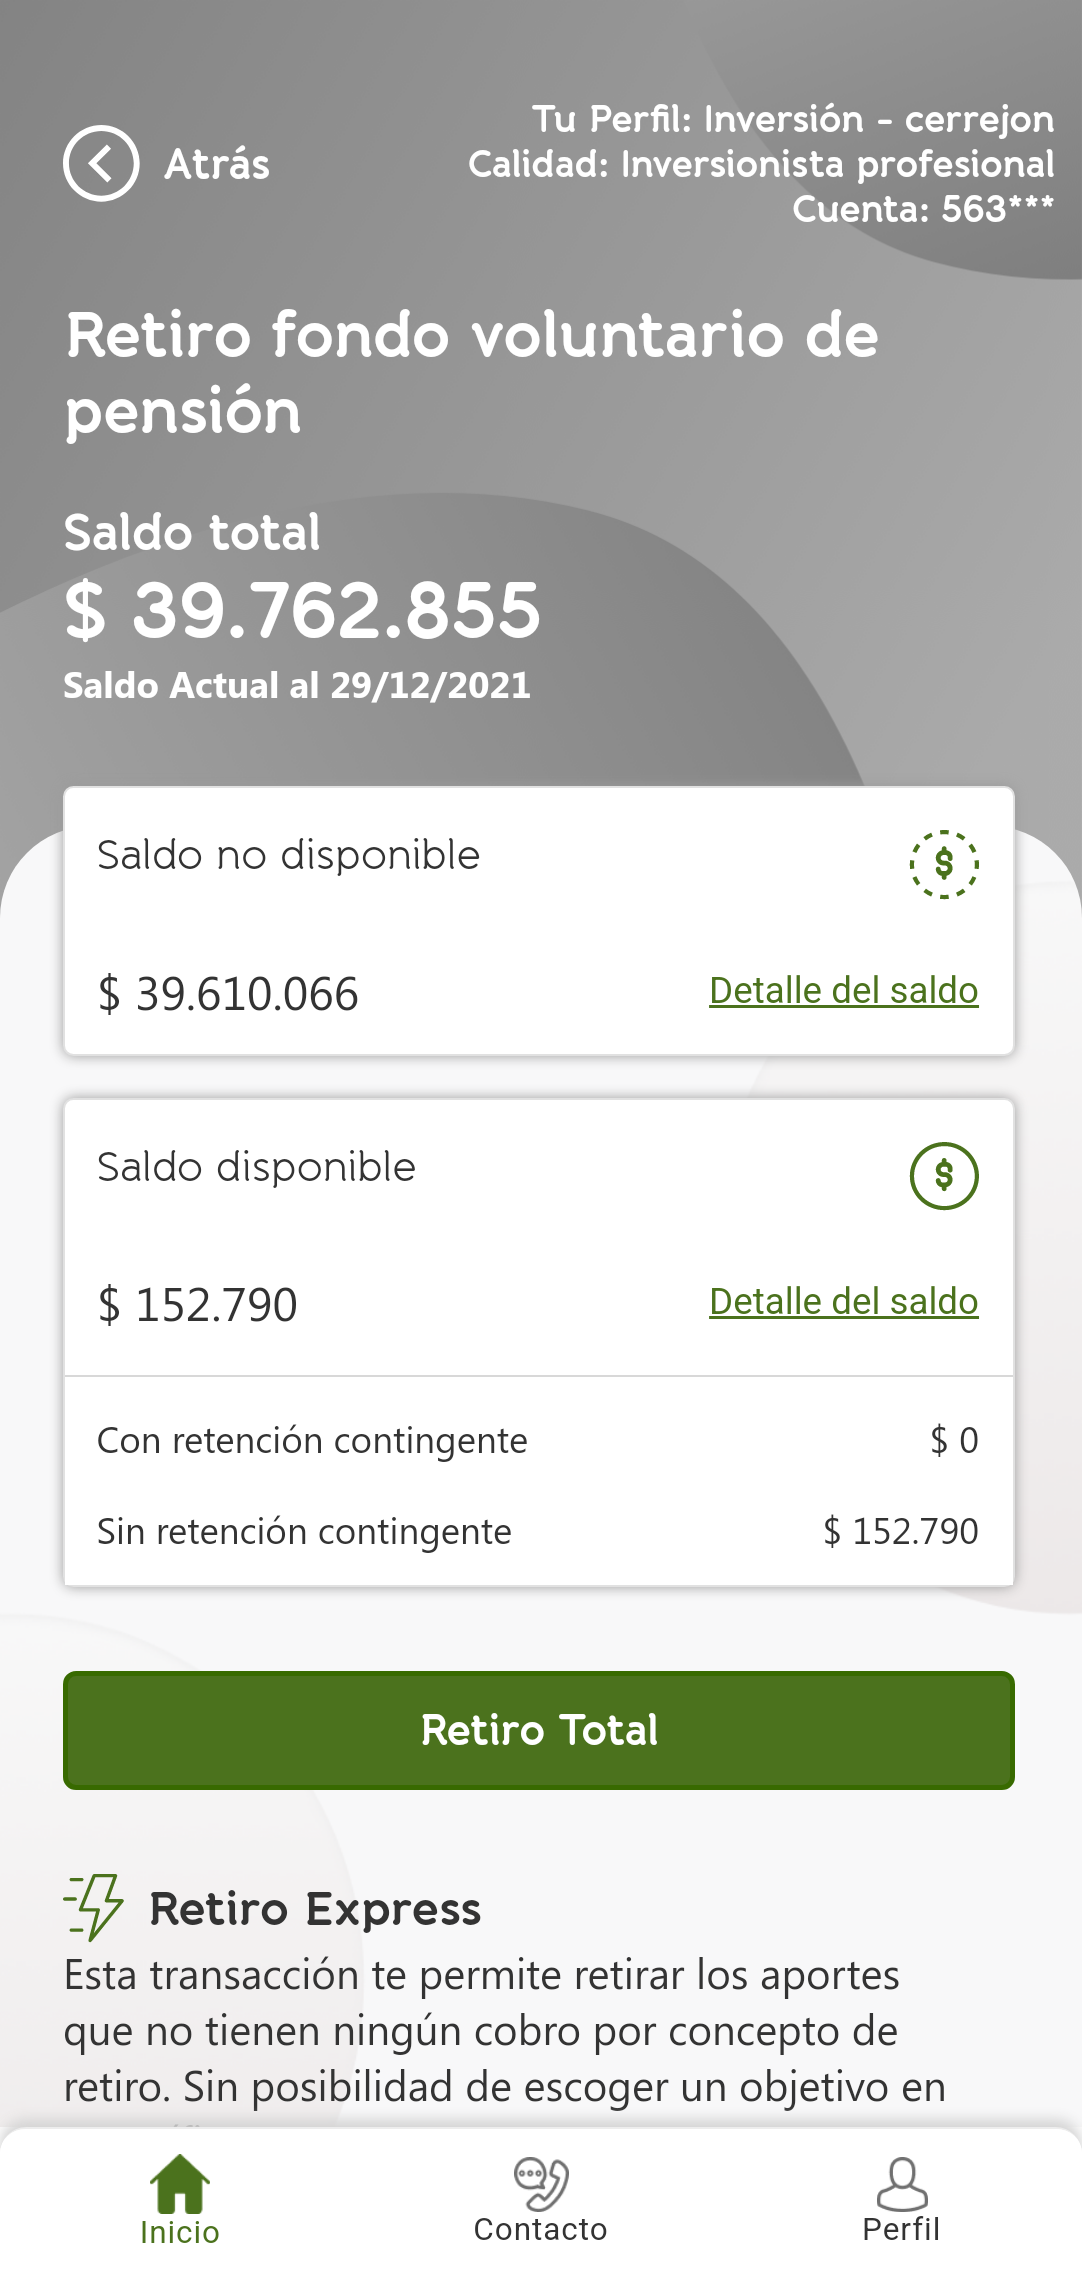 Atrás
Tu Perfil: Inversión - cerrejon
Calidad: Inversionista profesional
Cuenta: 563***
Retiro fondo voluntario de
pensión
Saldo total
$ 39.762.855
Saldo Actual al 29/12/2021
Saldo no disponible
$
$ 39.610.066
Detalle del saldo
Saldo disponible
$
$ 152.790
Detalle del saldo
Con retención contingente
$ 0
Sin retención contingente
$ 152.790
Retiro Total
Retiro Express
Esta transacción te permite retirar los aportes
que no tienen ningún cobro por concepto de
retiro. Sin posibilidad de escoger un objetivo en
Inicio
Contacto
Perfil